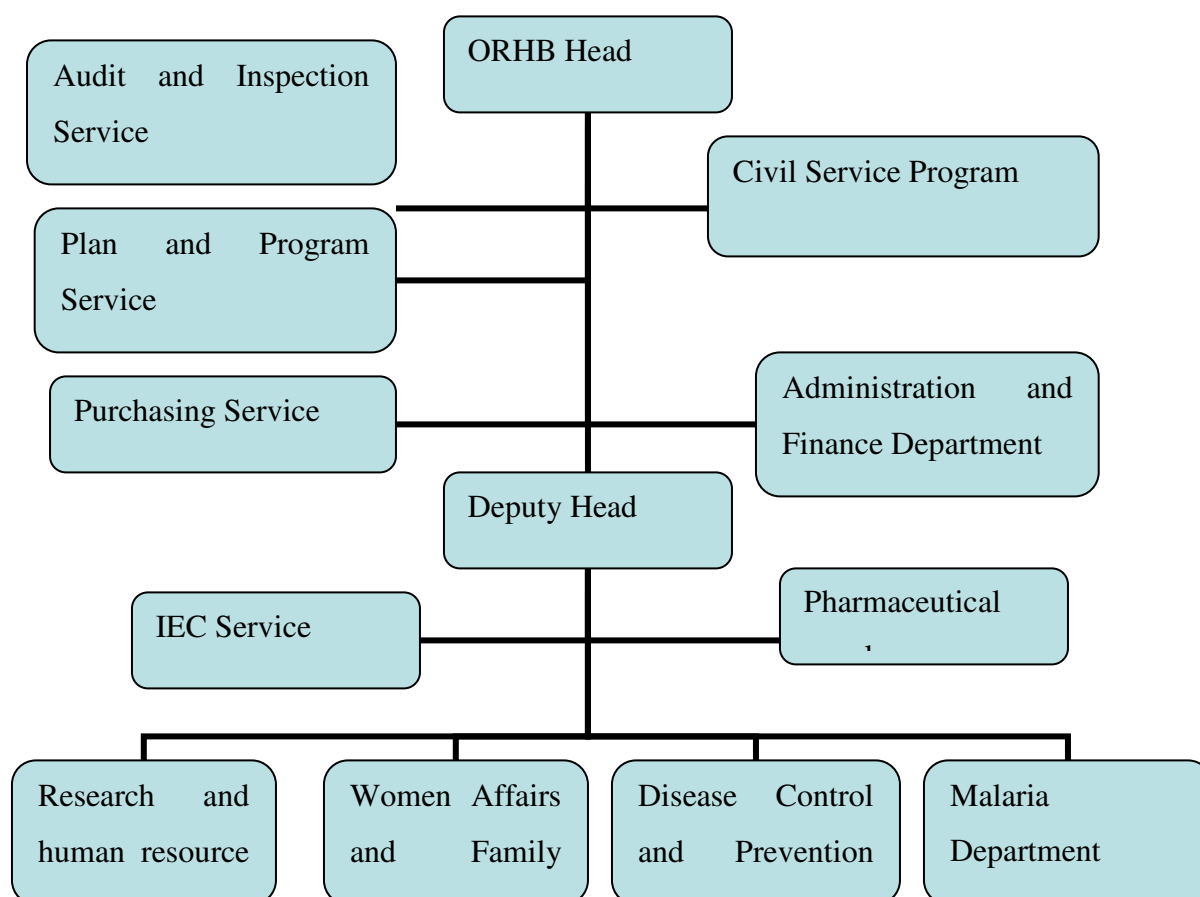 ORHB Head
Audit and Inspection
Service
Civil Service Program
Plan and Program
Service
Purchasing Service
Administration and
Finance Department
Deputy Head
IEC Service
Pharmaceutical
Research and
human resource
Women Affairs
and Family
Disease Control
and Prevention
Malaria
Department